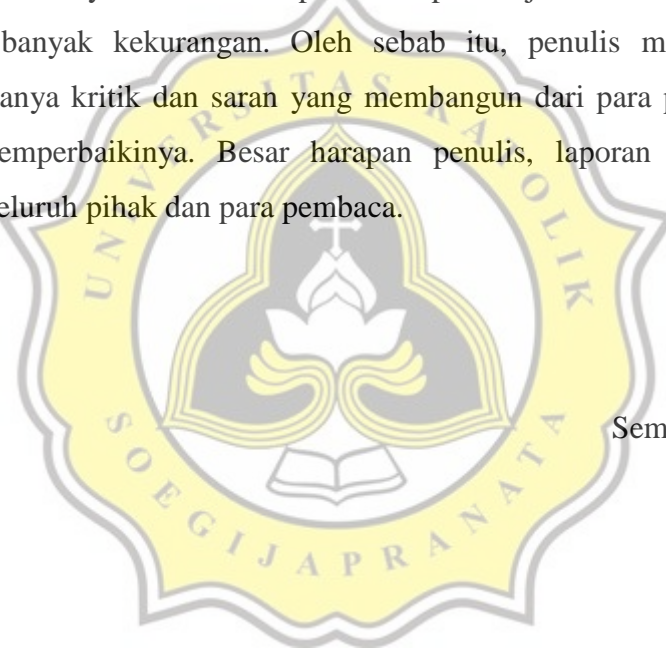 banyak kekurangan. Oleh sebab itu, penulis m
anya kritik dan saran yang membangun dari para p
emperbaikinya. Besar harapan penulis, laporan
eluruh pihak dan para pembaca.
UNIVERSITAS KATOLIK
Sem
SOEGIJAPRANATA